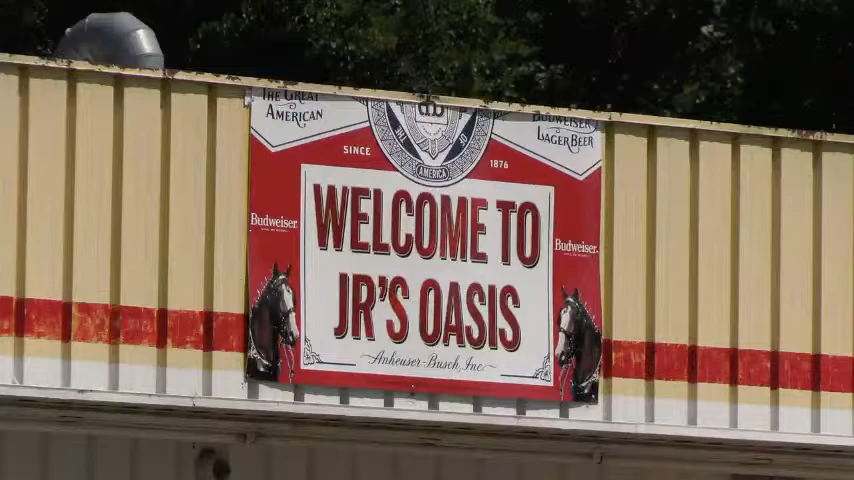 THE GREAT
AMERICAN
BUDWEISER
LAGER BEER
SINCE
1876
AMERICA
Budweiser
WELCOME TO
JR'S OASIS
Budweiser
Anheuser-Busch, Inc.